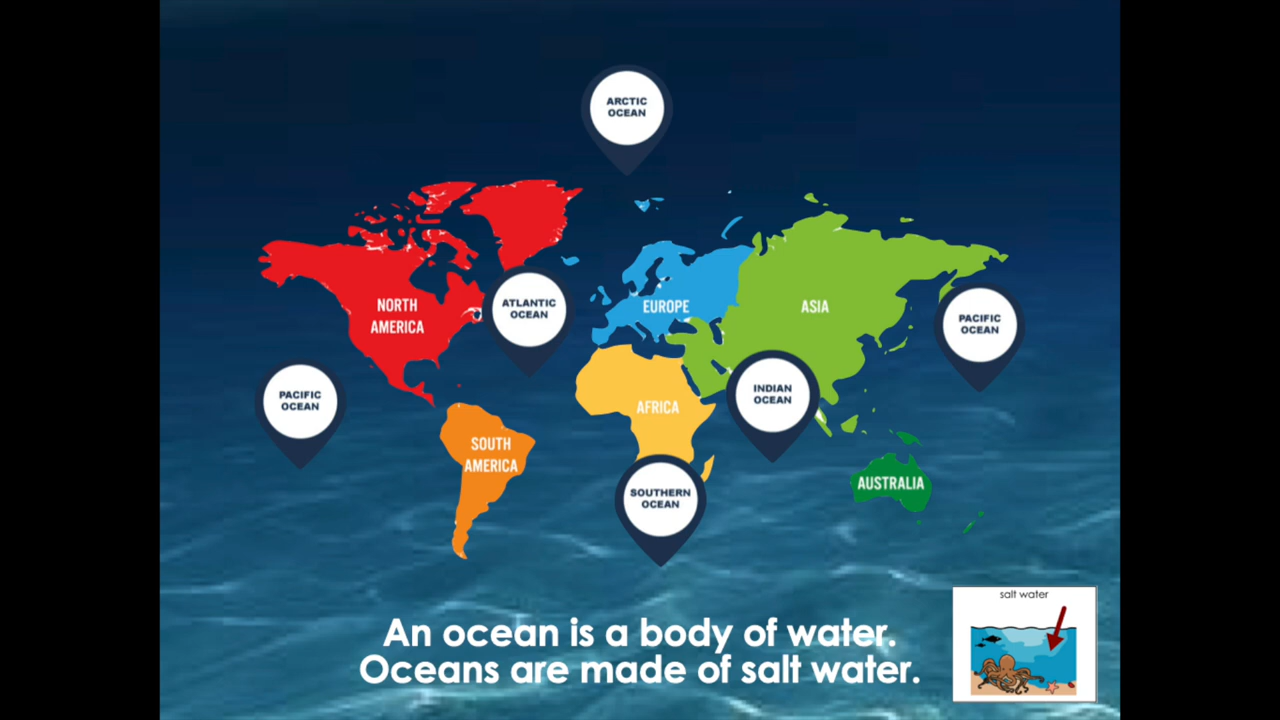 ARCTIC
OCEAN
NORTH
AMERICA
ATLANTIC
OCEAN
EUROPE
ASIA
PACIFIC
OCEAN
PACIFIC
OCEAN
INDIAN
OCEAN
AFRICA
SOUTH
AMERICA
SOUTHERN
OCEAN
AUSTRALIA
salt water
An ocean is a body of water.
Oceans are made of salt water.